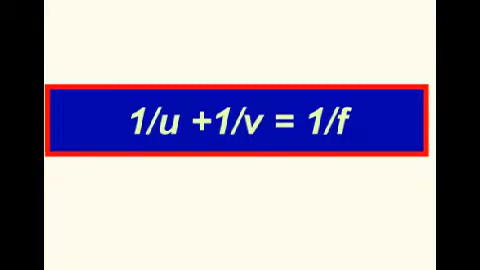 1/u +1/v = 1/f